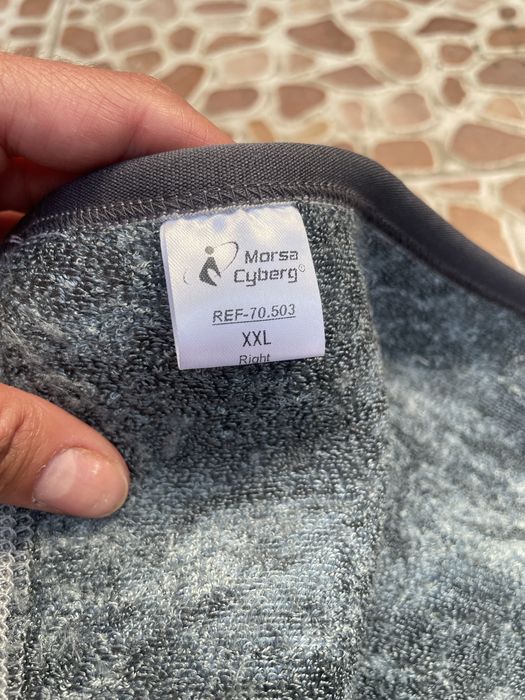 Morsa
Cyberg©
REF-70.503
XXL
Right